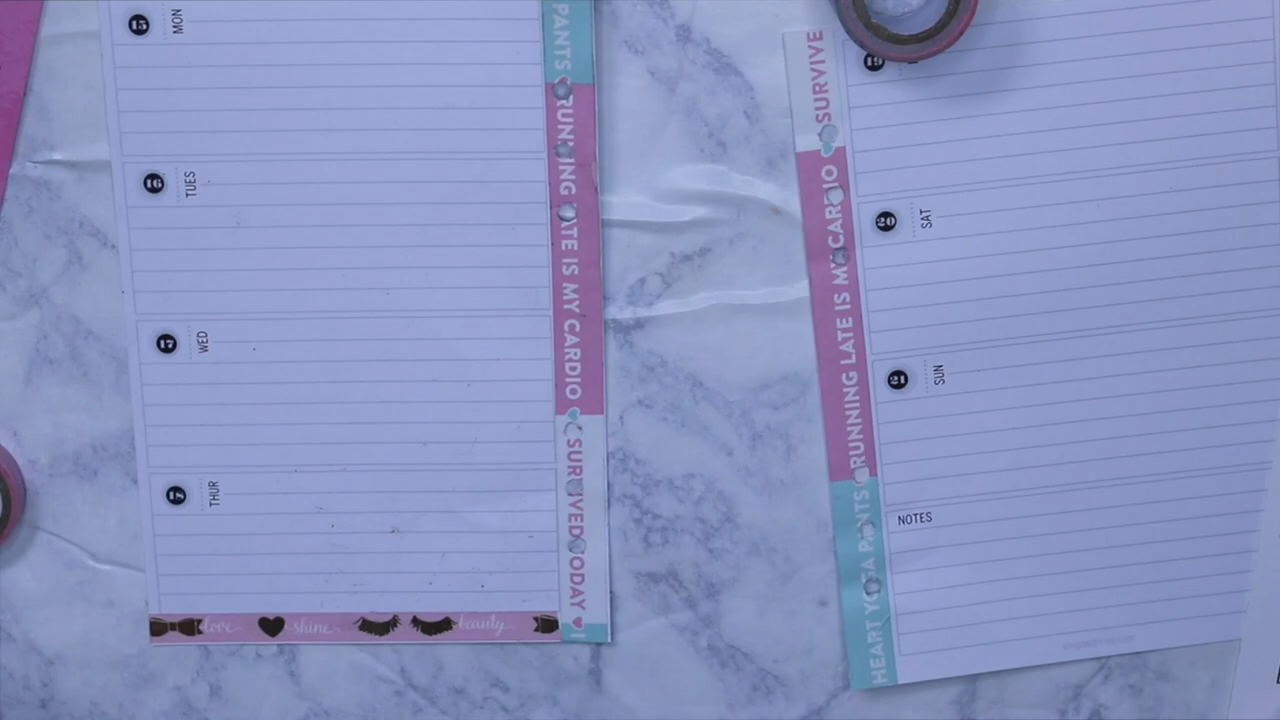 15 MON
16 TUES
17 WED
17 THUR
love shine beauty
PANTS RUNNING LATE IS MY CARDIO SURVIVED TODAY I
19
20 SAT
21 SUN
NOTES
HEART YOGA PANTS RUNNING LATE IS MY CARDIO SURVIVE